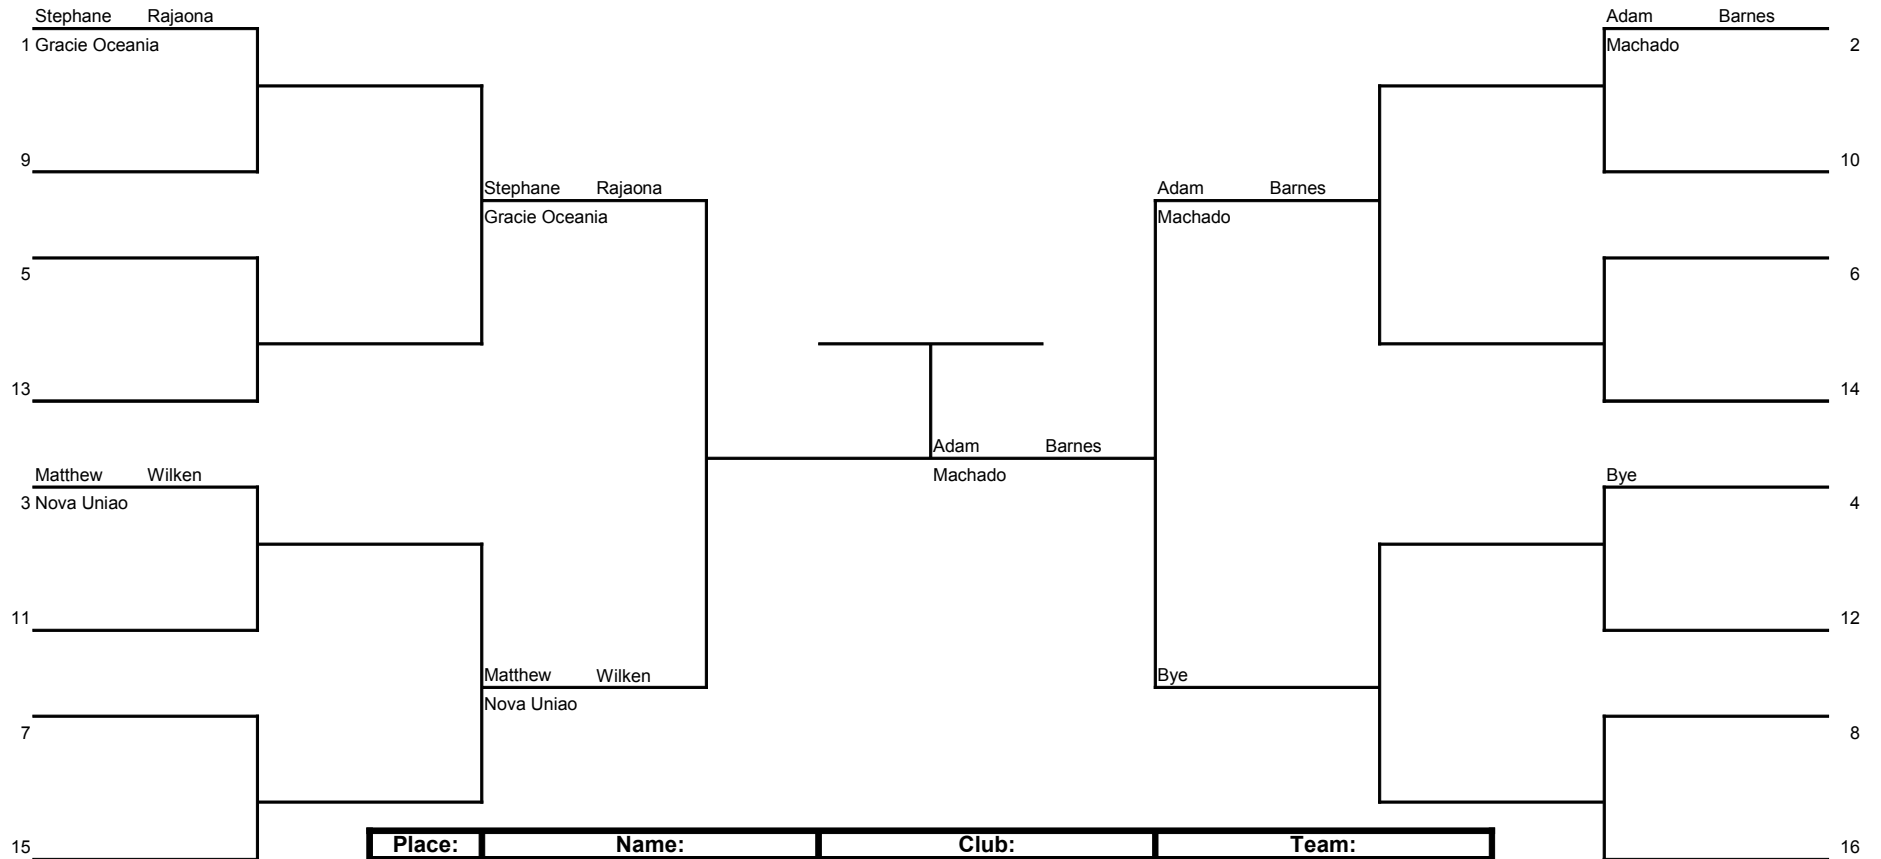 Stephane Rajaona
Adam Barnes
1 Gracie Oceania
Machado 2
9
10
Stephane Rajaona
Adam Barnes
Gracie Oceania
Machado
5
6
13
14
Adam Barnes
Machado
Matthew Wilken
Bye
3 Nova Uniao
4
11
12
Matthew Wilken
Bye
Nova Uniao
7
8
15
Place: Name: Club: Team:
16